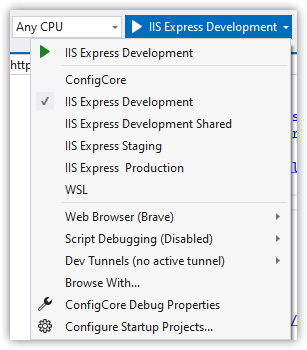 Any CPU
IIS Express Development
http
IIS Express Development
ConfigCore
IIS Express Development
IIS Express Development Shared
IIS Express Staging
IIS Express  Production
WSL
Web Browser (Brave)
Script Debugging (Disabled)
Dev Tunnels (no active tunnel)
Browse With...
ConfigCore Debug Properties
Configure Startup Projects...